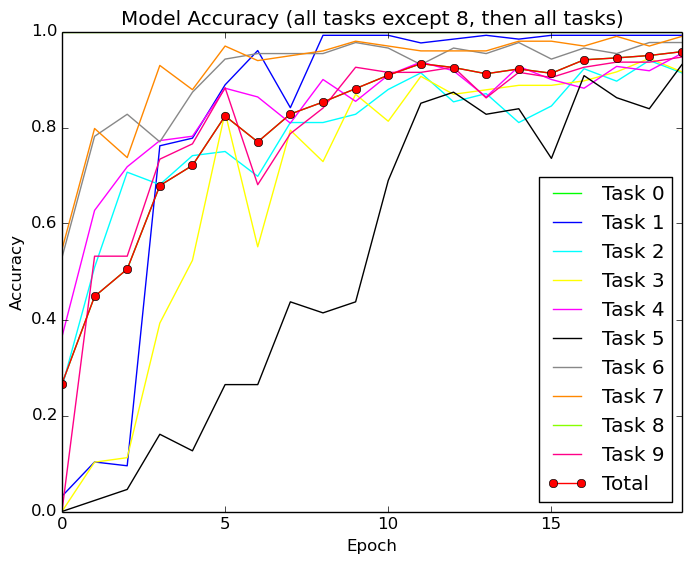 Model Accuracy (all tasks except 8, then all tasks)
1.0
0.8
0.6
0.4
0.2
0.0
Accuracy
0 5 10 15
Epoch
Task 0
Task 1
Task 2
Task 3
Task 4
Task 5
Task 6
Task 7
Task 8
Task 9
Total